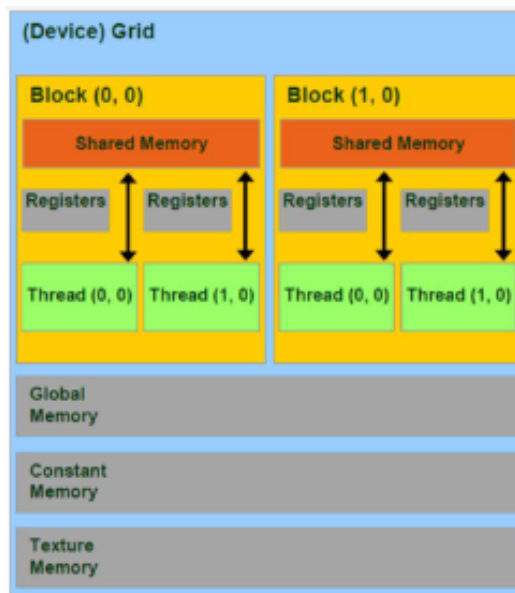 (Device) Grid
Block (0, 0)
Block (1, 0)
Shared Memory
Shared Memory
Registers
Registers
Registers
Registers
Thread (0, 0)
Thread (1, 0)
Thread (0, 0)
Thread (1, 0)
Global
Memory
Constant
Memory
Texture
Memory